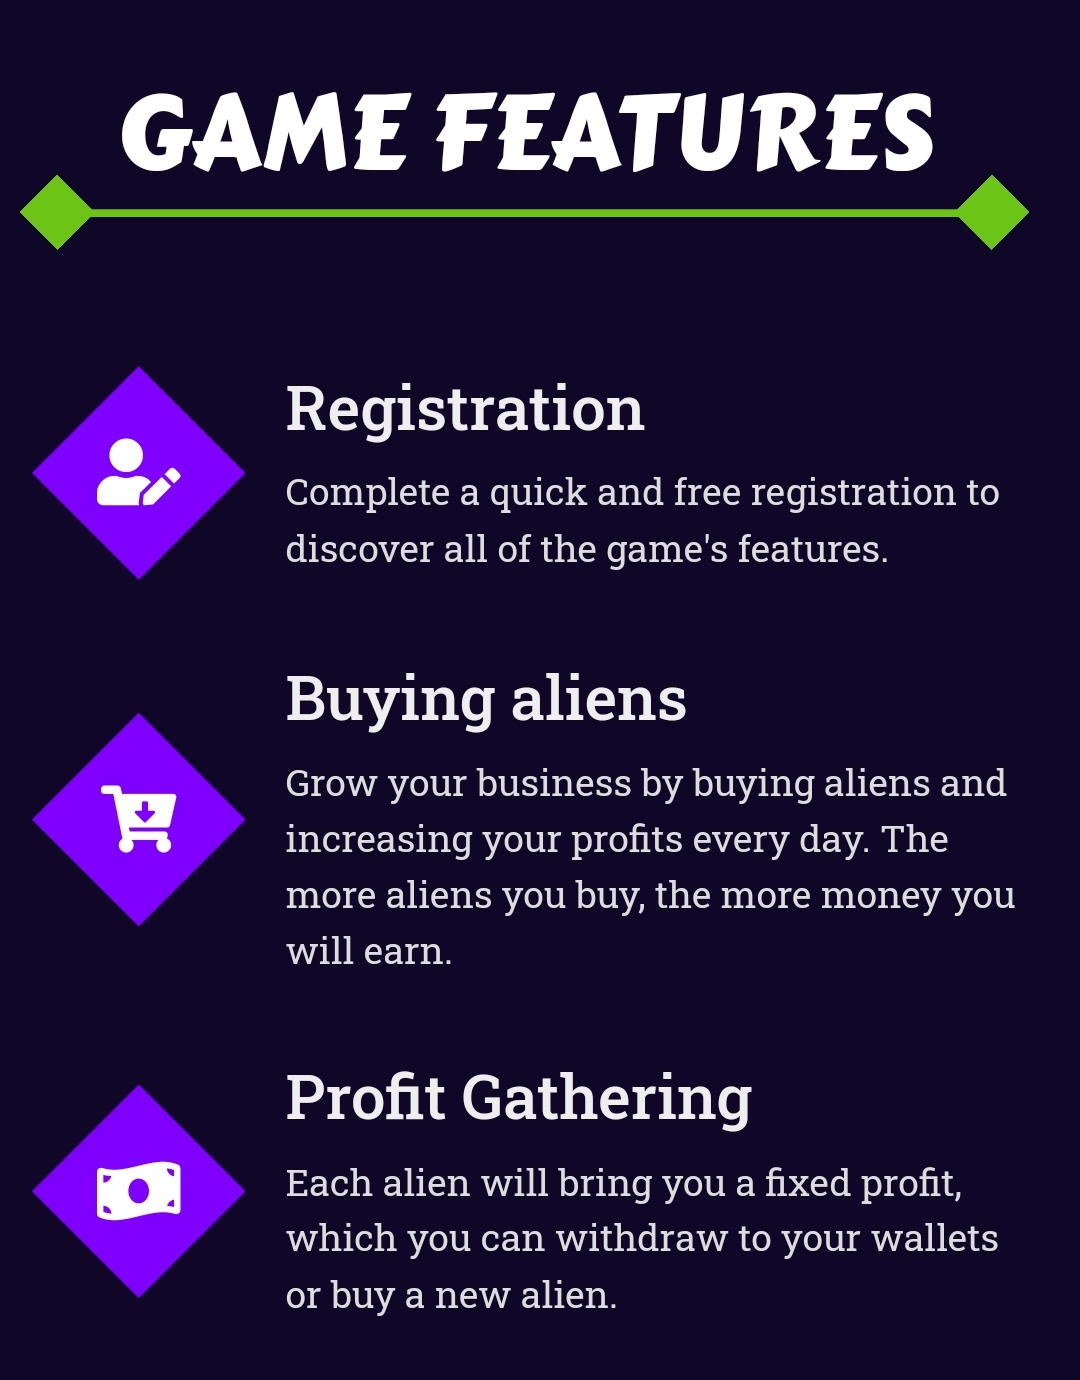 GAME FEATURES
Registration
Complete a quick and free registration to
discover all of the game's features.
Buying aliens
Grow your business by buying aliens and
increasing your profits every day. The
more aliens you buy, the more money you
will earn.
Profit Gathering
Each alien will bring you a fixed profit,
which you can withdraw to your wallets
or buy a new alien.